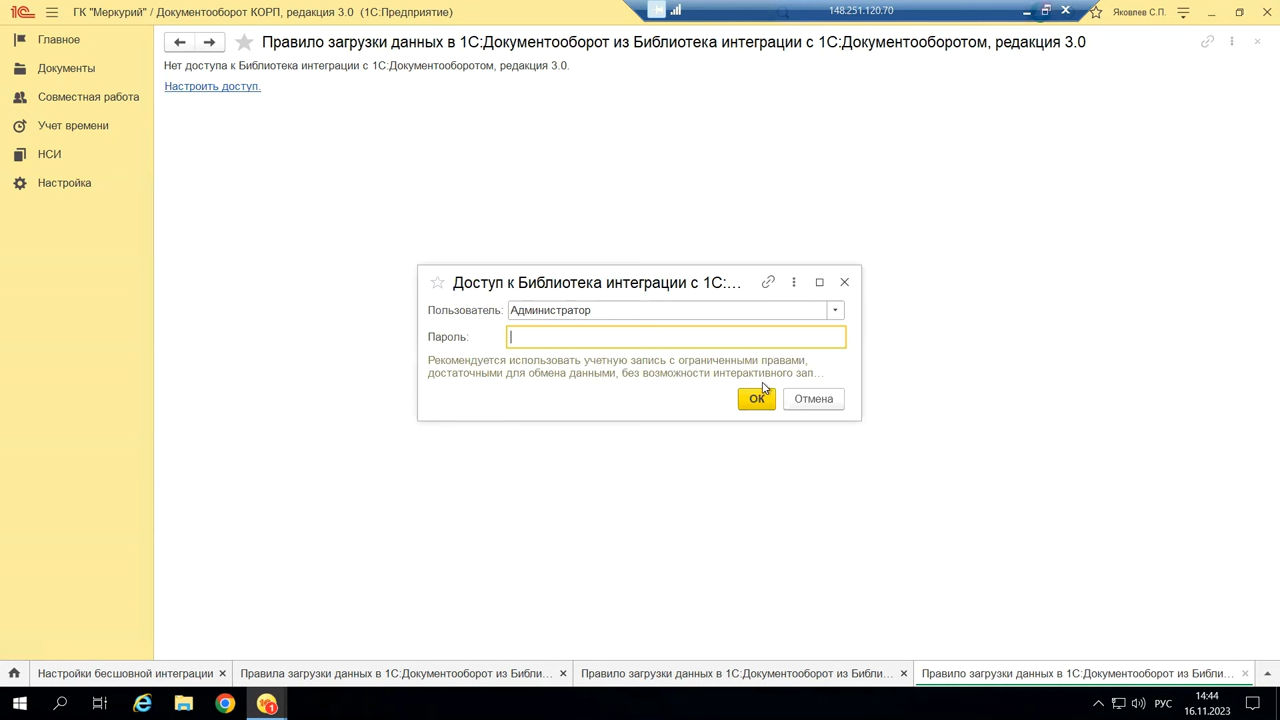 ГК "Меркурий" / Документооборот КОРП, редакция 3.0 (1С:Предприятие)
148.251.120.70
Яковлев С.П.
Главное
Документы
Совместная работа
Учет времени
НСИ
Настройка
Правило загрузки данных в 1С:Документооборот из Библиотека интеграции с 1С:Документооборотом, редакция 3.0
Нет доступа к Библиотека интеграции с 1С:Документооборотом, редакция 3.0.
Настроить доступ.
Доступ к Библиотека интеграции с 1С:...
Пользователь: Администратор
Пароль:
Рекомендуется использовать учетную запись с ограниченными правами,
достаточными для обмена данными, без возможности интерактивного зап...
ОК Отмена
Настройки бесшовной интеграции
Правила загрузки данных в 1С:Документооборот из Библи...
Правило загрузки данных в 1С:Документооборот из Библи...
Правило загрузки данных в 1С:Документооборот из Библи...
РУС
14:44
16.11.2023